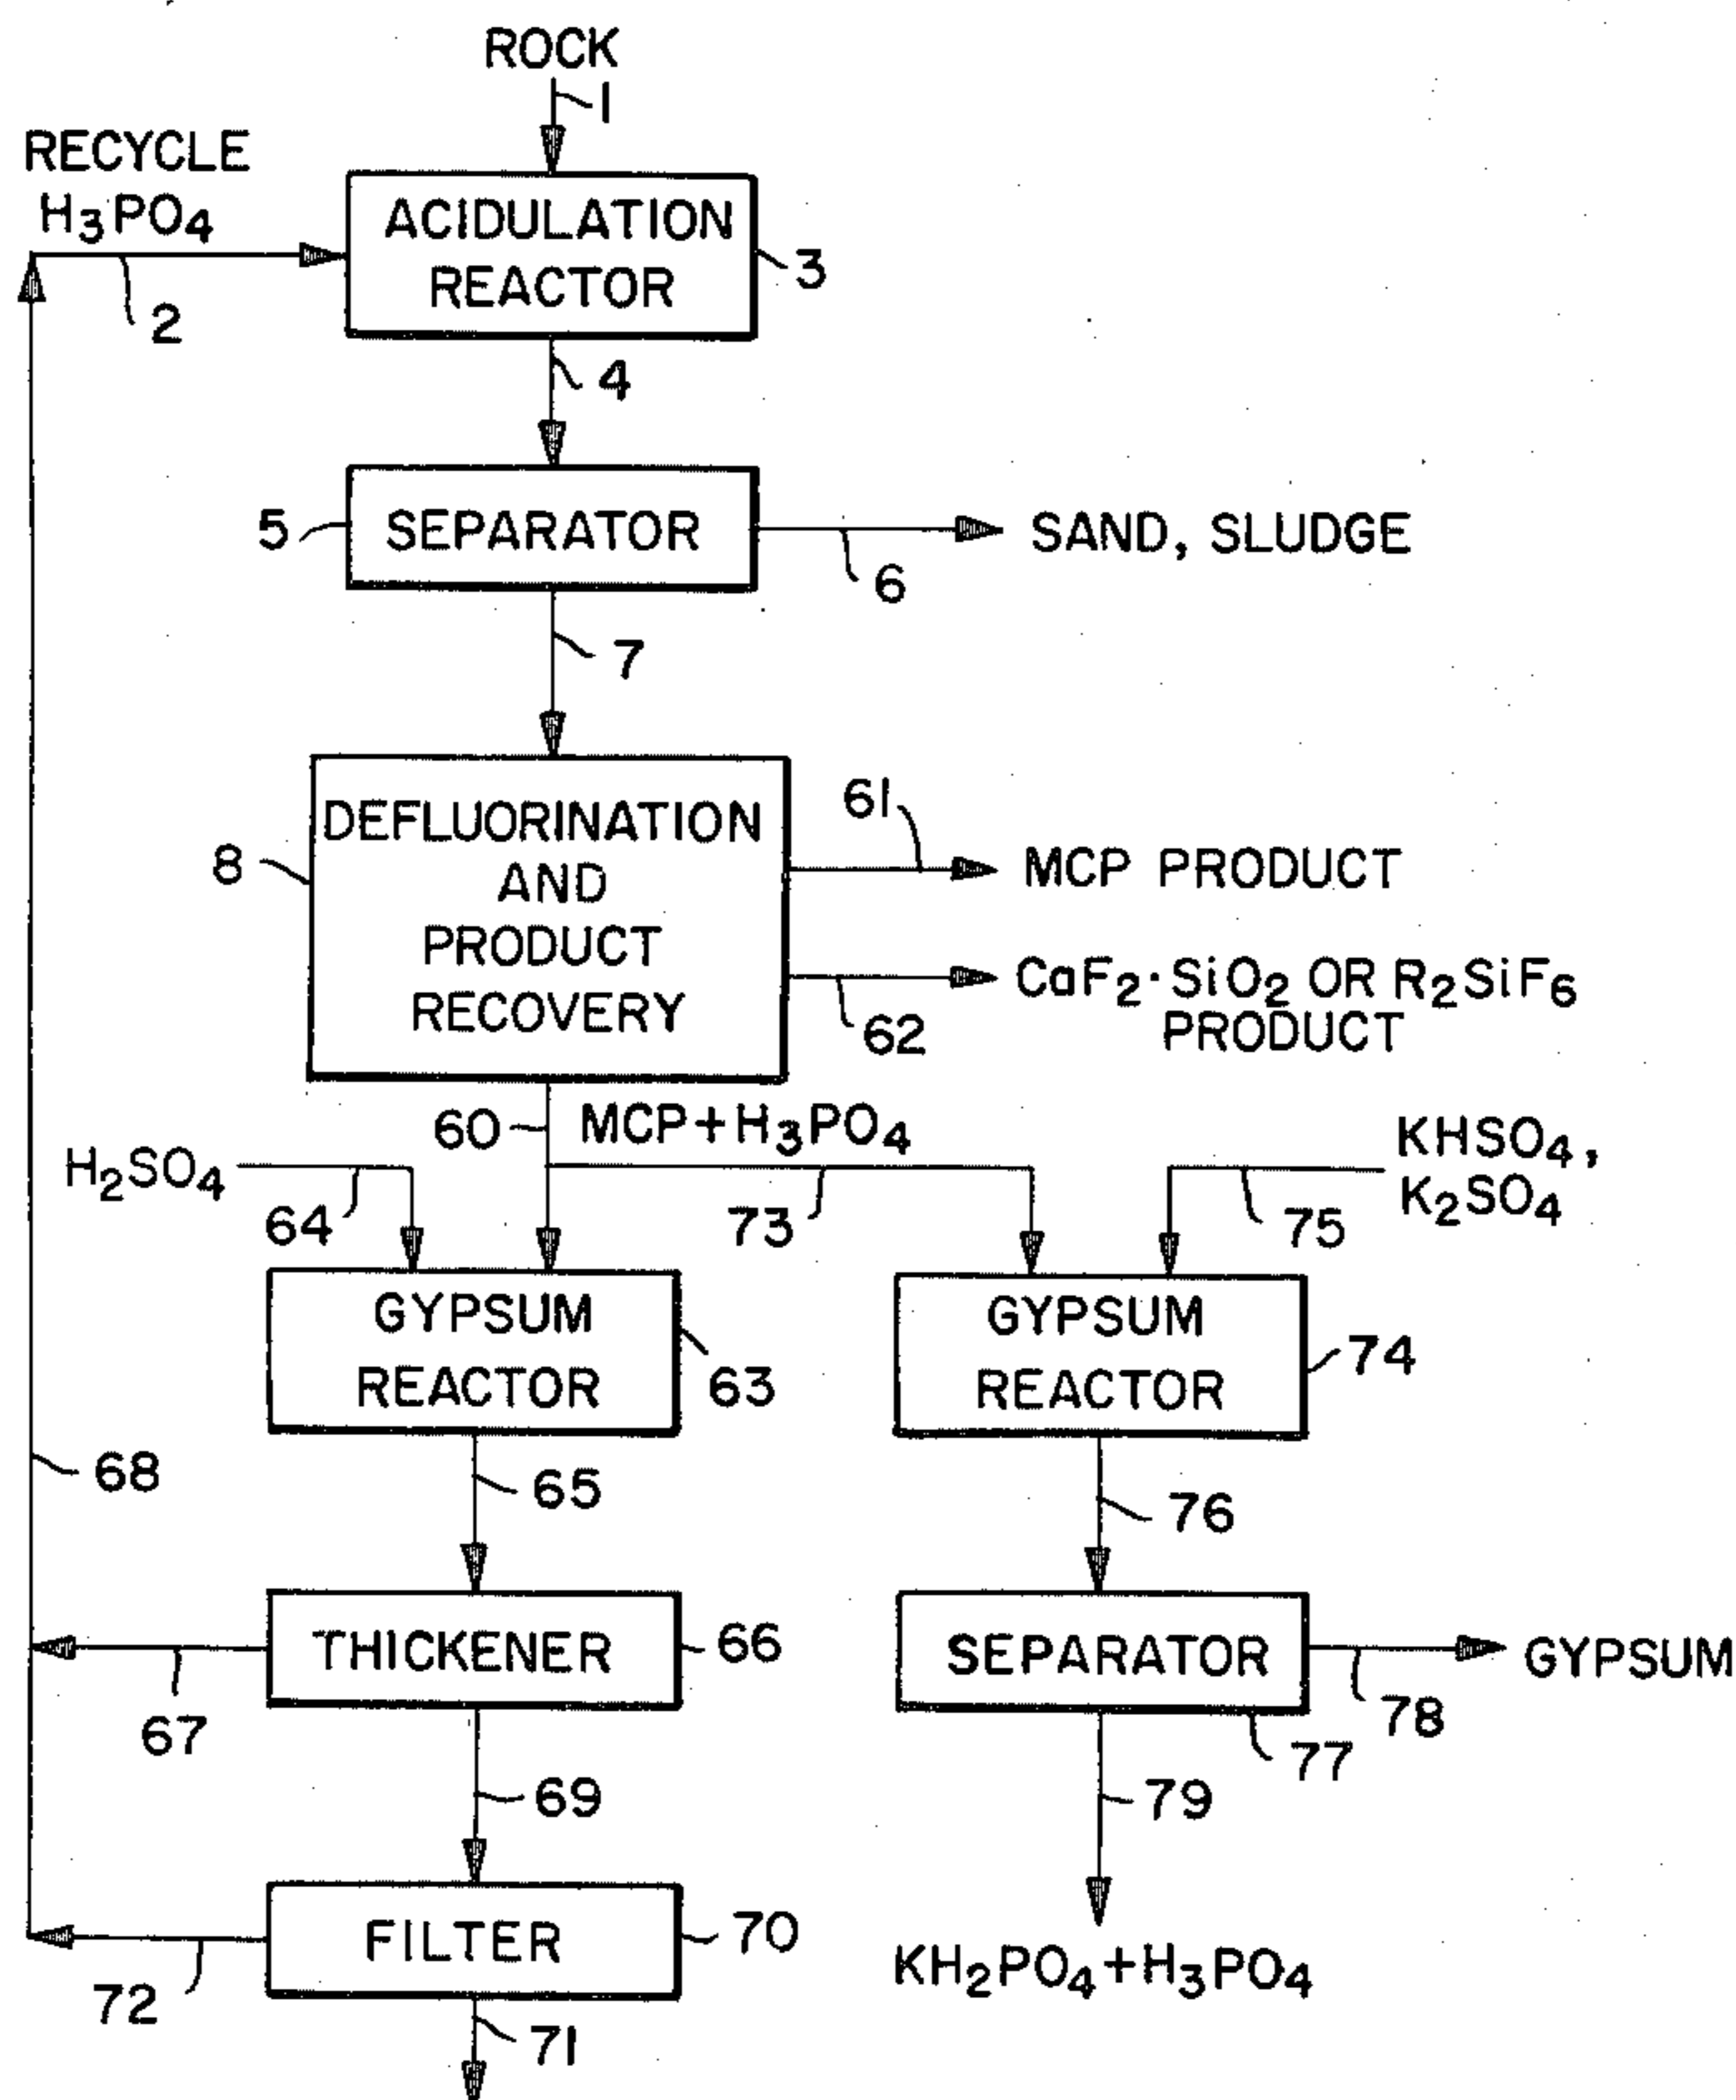 ROCK
1
RECYCLE
H₃PO₄
2
ACIDULATION
REACTOR
3
4
5
SEPARATOR
6
SAND, SLUDGE
7
8
DEFLUORINATION
AND
PRODUCT
RECOVERY
61
MCP PRODUCT
62
CaF₂·SiO₂ OR R₂SiF₆
PRODUCT
60
MCP+H₃PO₄
H₂SO₄
64
73
KHSO₄,
K₂SO₄
75
GYPSUM
REACTOR
63
GYPSUM
REACTOR
74
68
65
76
THICKENER
66
67
SEPARATOR
77
78
GYPSUM
69
79
FILTER
70
72
71
KH₂PO₄+H₃PO₄